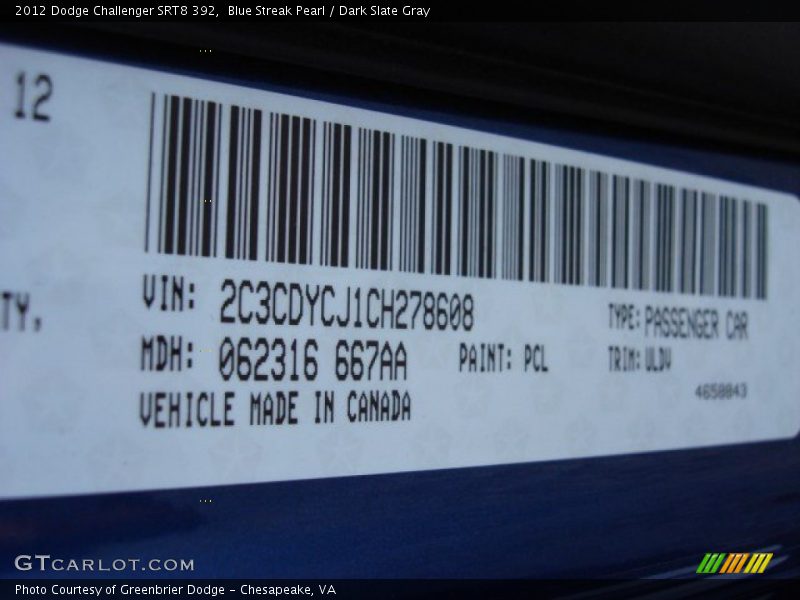 2012 Dodge Challenger SRT8 392,  Blue Streak Pearl / Dark Slate Gray
12
TY,
VIN: 2C3CDYCJ1CH278608
TYPE: PASSENGER CAR
MDH: 062316 667AA
PAINT: PCL
TRIM: ULDV
VEHICLE MADE IN CANADA
4658843
GTCARLOT.COM
Photo Courtesy of Greenbrier Dodge – Chesapeake, VA